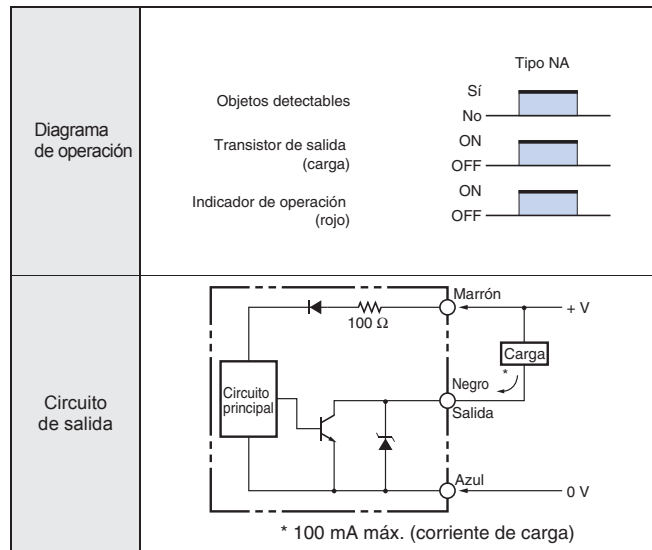 Diagrama
de operación
Tipo NA
Objetos detectables
Sí
No
Transistor de salida
(carga)
ON
OFF
Indicador de operación
(rojo)
ON
OFF
Circuito
de salida
Marrón
+ V
100 Ω
Carga
*
Circuito
principal
Negro
Salida
Azul
0 V
* 100 mA máx. (corriente de carga)